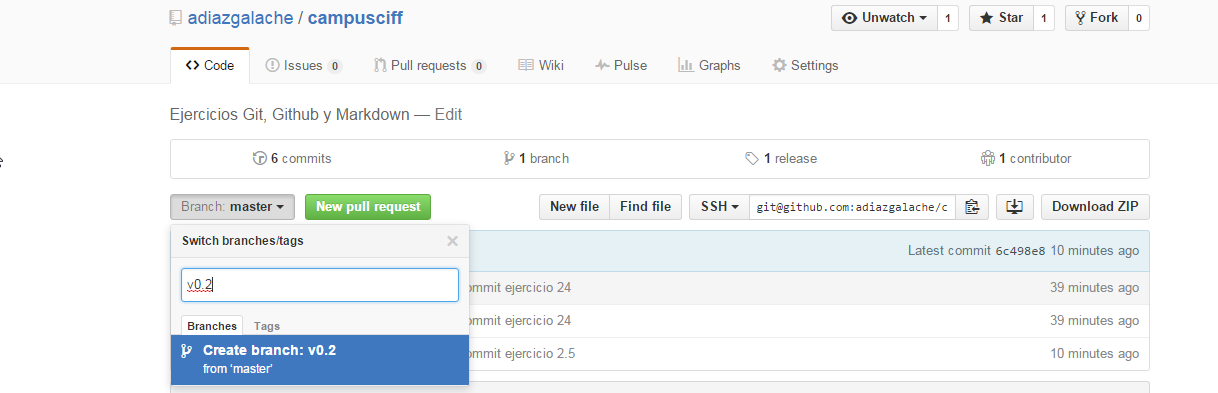 adiazgalache / campusciff
Unwatch 1 Star 1 Fork 0
Code Issues 0 Pull requests 0 Wiki Pulse Graphs Settings
Ejercicios Git, Github y Markdown — Edit
6 commits 1 branch 1 release 1 contributor
Branch: master New pull request New file Find file SSH git@github.com:adiazgalache/c Download ZIP
Switch branches/tags
Latest commit 6c498e8 10 minutes ago
v0.2
ommit ejercicio 24 39 minutes ago
Branches Tags
ommit ejercicio 24 39 minutes ago
Create branch: v0.2
ommit ejercicio 2.5 10 minutes ago
from 'master'